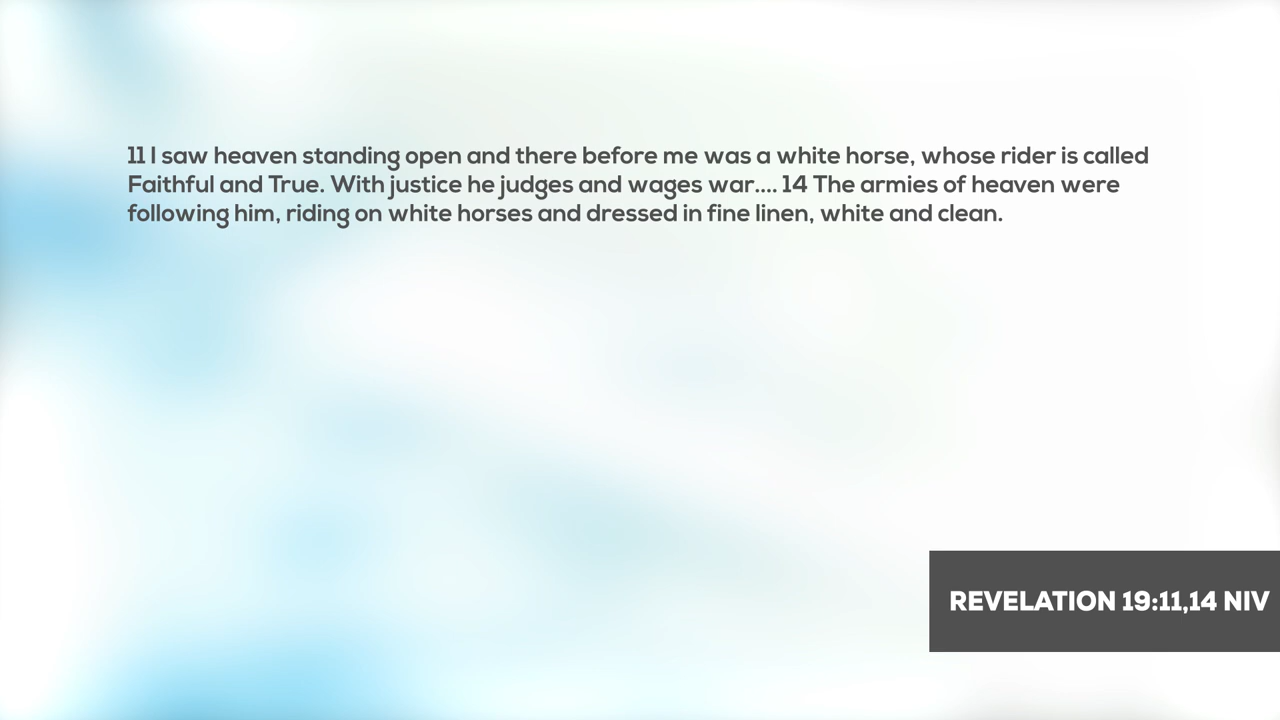 11 I saw heaven standing open and there before me was a white horse, whose rider is called
Faithful and True. With justice he judges and wages war.... 14 The armies of heaven were
following him, riding on white horses and dressed in fine linen, white and clean.
REVELATION 19:11,14 NIV